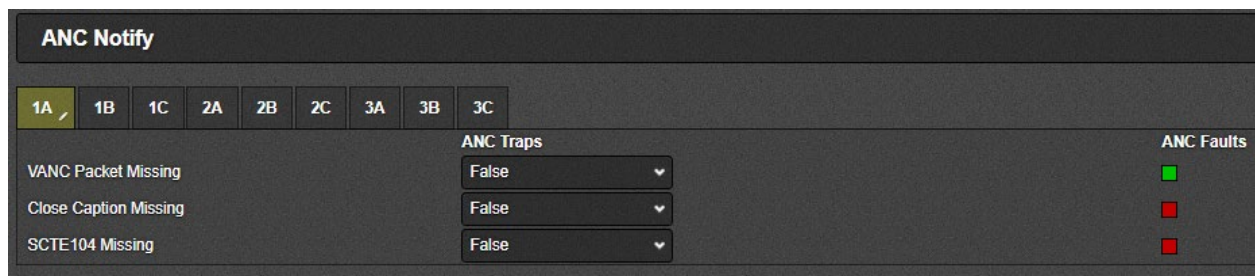 ANC Notify
1A 1B 1C 2A 2B 2C 3A 3B 3C
ANC Traps ANC Faults
VANC Packet Missing False
Close Caption Missing False
SCTE104 Missing False